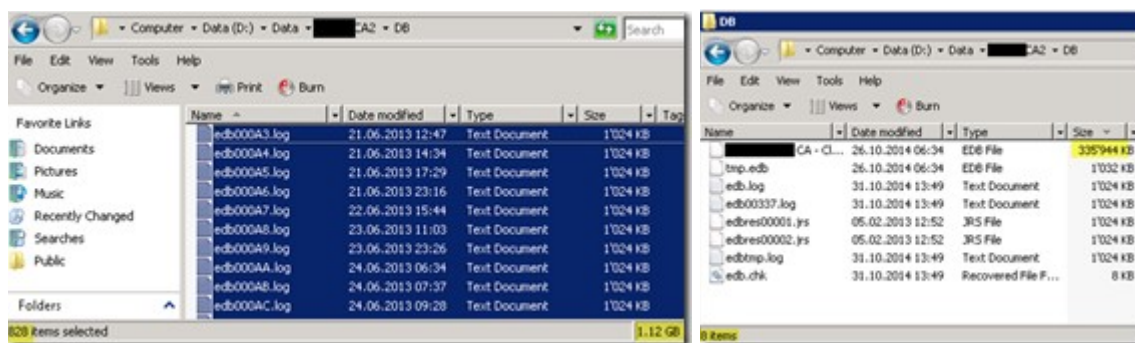 Computer ▾ Data (D:) ▾ Data ▾ CA2 ▾ DB
Search
File Edit View Tools Help
Organize ▾ Views ▾ Print Burn
Favorite Links
Documents
Pictures
Music
Recently Changed
Searches
Public
Folders
Name Date modified Type Size Tag
edb000A3.log 21.06.2013 12:47 Text Document 1'024 KB
edb000A4.log 21.06.2013 14:34 Text Document 1'024 KB
edb000A5.log 21.06.2013 17:29 Text Document 1'024 KB
edb000A6.log 21.06.2013 23:16 Text Document 1'024 KB
edb000A7.log 22.06.2013 15:44 Text Document 1'024 KB
edb000A8.log 23.06.2013 11:03 Text Document 1'024 KB
edb000A9.log 23.06.2013 23:26 Text Document 1'024 KB
edb000AA.log 24.06.2013 06:34 Text Document 1'024 KB
edb000AB.log 24.06.2013 07:37 Text Document 1'024 KB
edb000AC.log 24.06.2013 09:28 Text Document 1'024 KB
828 items selected 1.12 GB
DB
Computer ▾ Data (D:) ▾ Data ▾ CA2 ▾ DB
File Edit View Tools Help
Organize ▾ Views ▾ Burn
Name Date modified Type Size
CA - Cl... 26.10.2014 06:34 EDB File 335'944 KB
tmp.edb 26.10.2014 06:34 EDB File 1'032 KB
edb.log 31.10.2014 13:49 Text Document 1'024 KB
edb00337.log 31.10.2014 13:49 Text Document 1'024 KB
edbres00001.jrs 05.02.2013 12:52 JRS File 1'024 KB
edbres00002.jrs 05.02.2013 12:52 JRS File 1'024 KB
edbtmp.log 31.10.2014 13:49 Text Document 1'024 KB
edb.chk 31.10.2014 13:49 Recovered File F... 8 KB
8 items